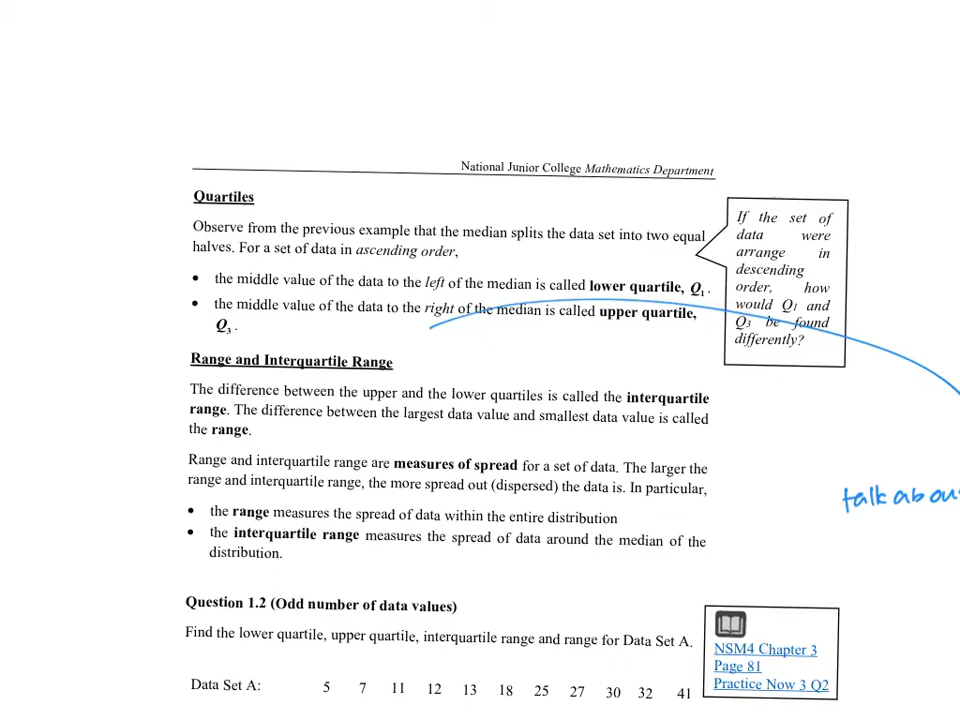 National Junior College Mathematics Department
Quartiles
Observe from the previous example that the median splits the data set into two equal
halves. For a set of data in ascending order,
• the middle value of the data to the left of the median is called lower quartile, Q₁ .
• the middle value of the data to the right of the median is called upper quartile,
Q₃ .
If the set of
data were
arrange in
descending
order, how
would Q₁ and
Q₃ be found
differently?
Range and Interquartile Range
The difference between the upper and the lower quartiles is called the interquartile
range. The difference between the largest data value and smallest data value is called
the range.
Range and interquartile range are measures of spread for a set of data. The larger the
range and interquartile range, the more spread out (dispersed) the data is. In particular,
• the range measures the spread of data within the entire distribution
• the interquartile range measures the spread of data around the median of the
distribution.
talk abou
Question 1.2 (Odd number of data values)
Find the lower quartile, upper quartile, interquartile range and range for Data Set A.
NSM4 Chapter 3
Page 81
Practice Now 3 Q2
Data Set A: 5 7 11 12 13 18 25 27 30 32 41